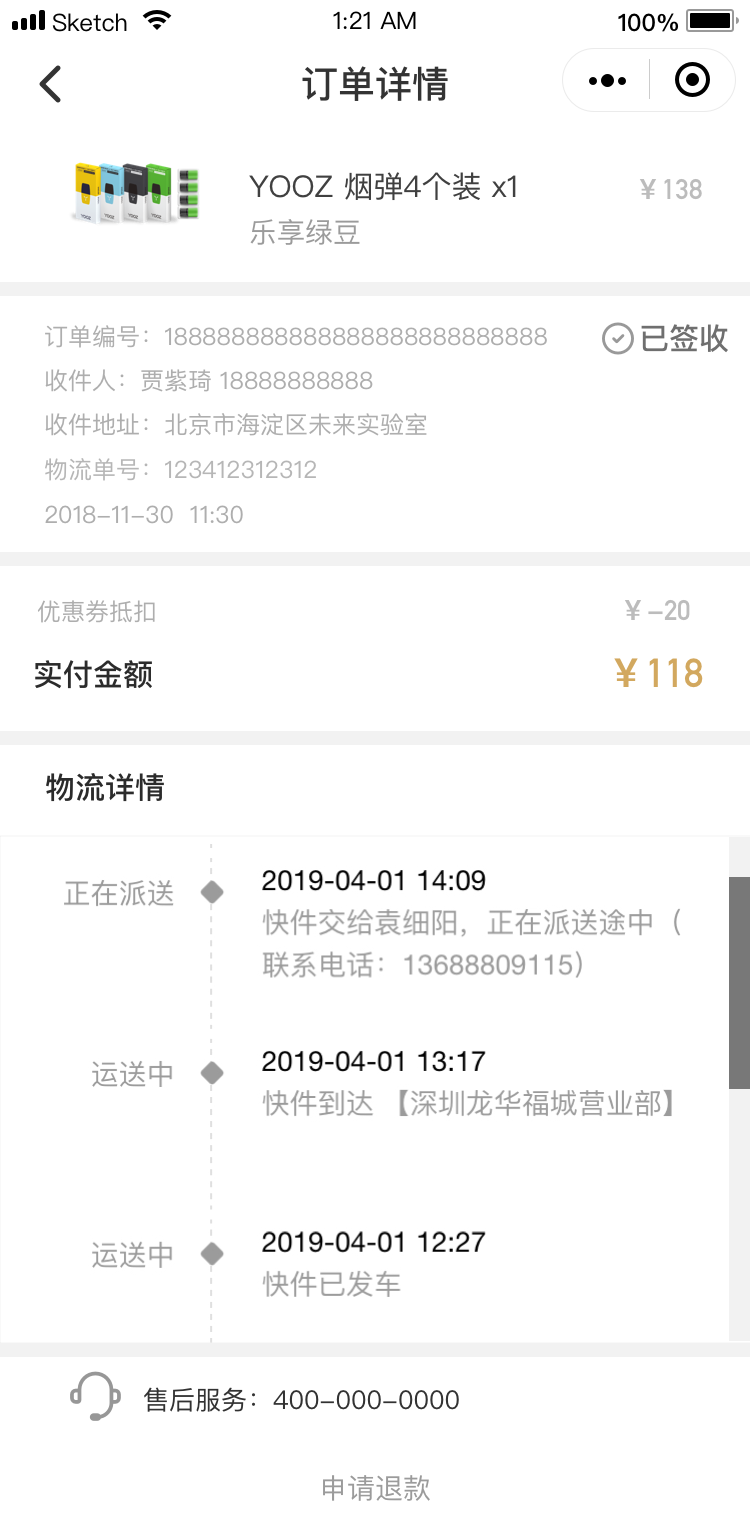 Sketch 1:21 AM 100%
订单详情
YOOZ 烟弹4个装 x1 ¥ 138
乐享绿豆
订单编号：1888888888888888888888888888 已签收
收件人：贾紫琦 18888888888
收件地址：北京市海淀区未来实验室
物流单号：123412312312
2018-11-30 11:30
优惠券抵扣 ¥ -20
实付金额 ¥ 118
物流详情
2019-04-01 14:09
正在派送
快件交给袁细阳，正在派送途中（
联系电话：13688809115）
2019-04-01 13:17
运送中
快件到达 【深圳龙华福城营业部】
2019-04-01 12:27
运送中
快件已发车
售后服务：400-000-0000
申请退款